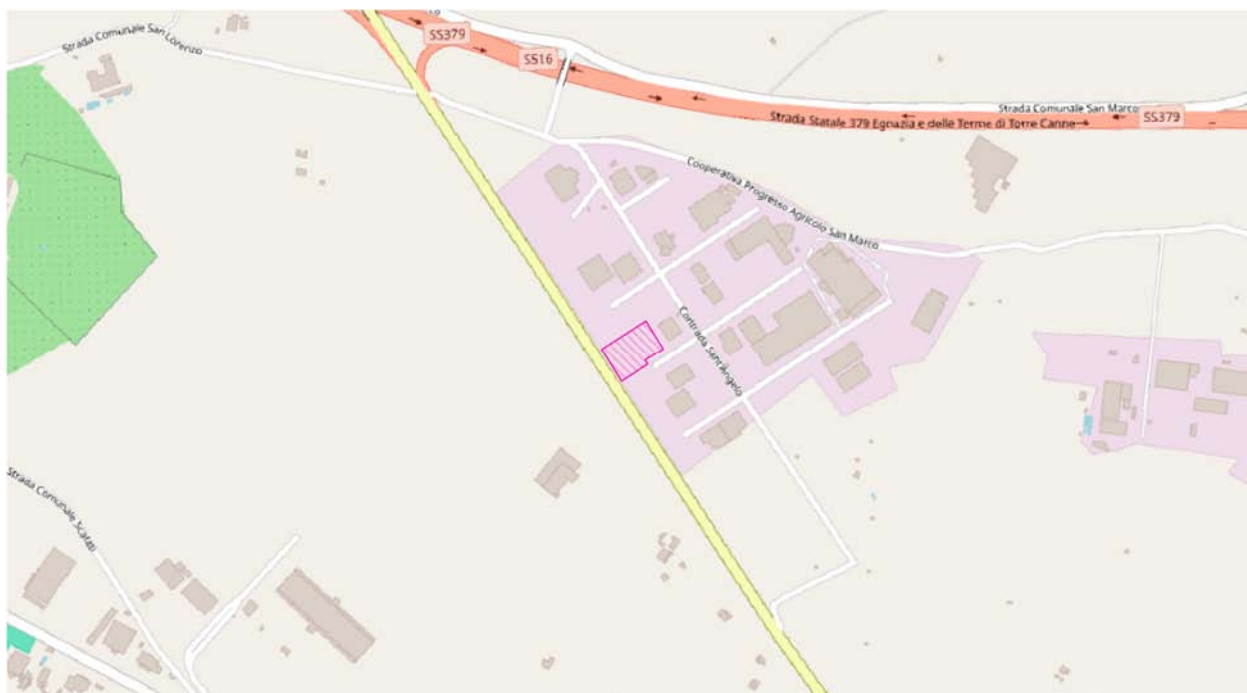 Strada Comunale San Lorenzo
SS379
SS16
Strada Comunale San Marco
Strada Statale 379 Egnazia e delle Terme di Torre Canne
SS379
Cooperativa Progresso Agricolo San Marco
Contrada Sant'Angelo
Strada Comunale Scafati